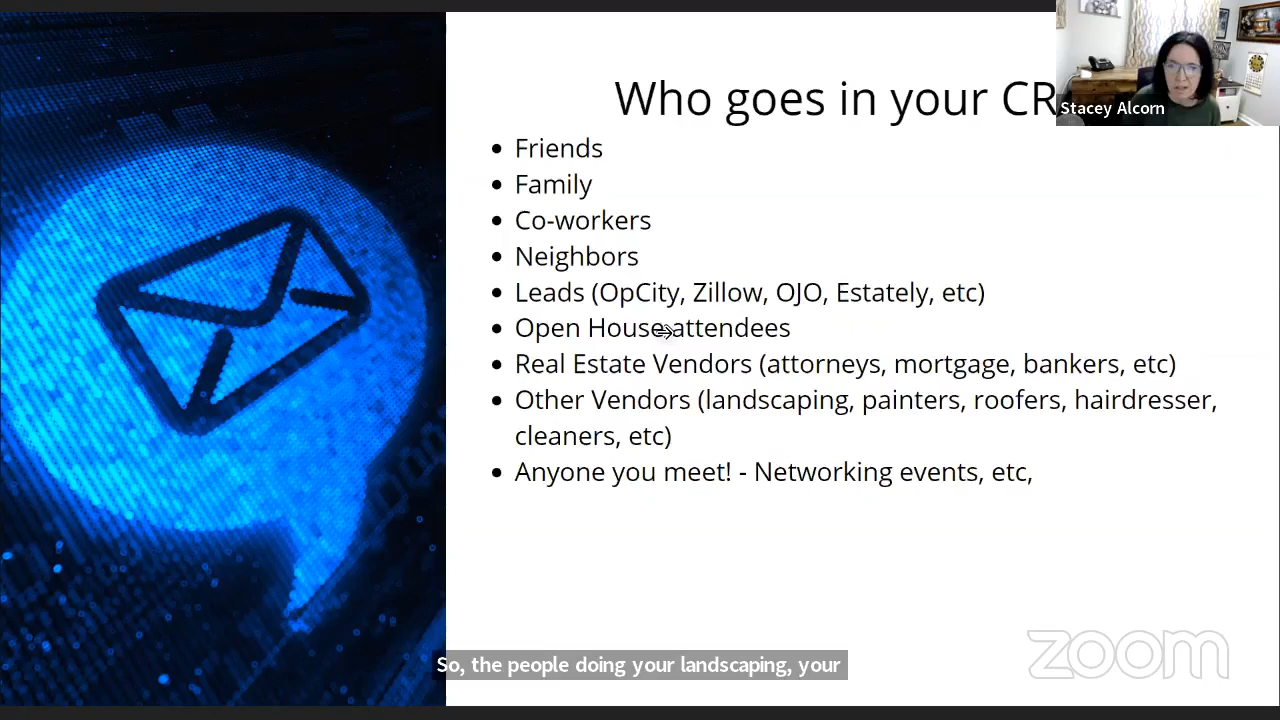 Who goes in your CR
Stacey Alcorn
Friends
Family
Co-workers
Neighbors
Leads (OpCity, Zillow, OJO, Estately, etc)
Open House attendees
Real Estate Vendors (attorneys, mortgage, bankers, etc)
Other Vendors (landscaping, painters, roofers, hairdresser,
cleaners, etc)
Anyone you meet! - Networking events, etc,
zoom
So, the people doing your landscaping, your